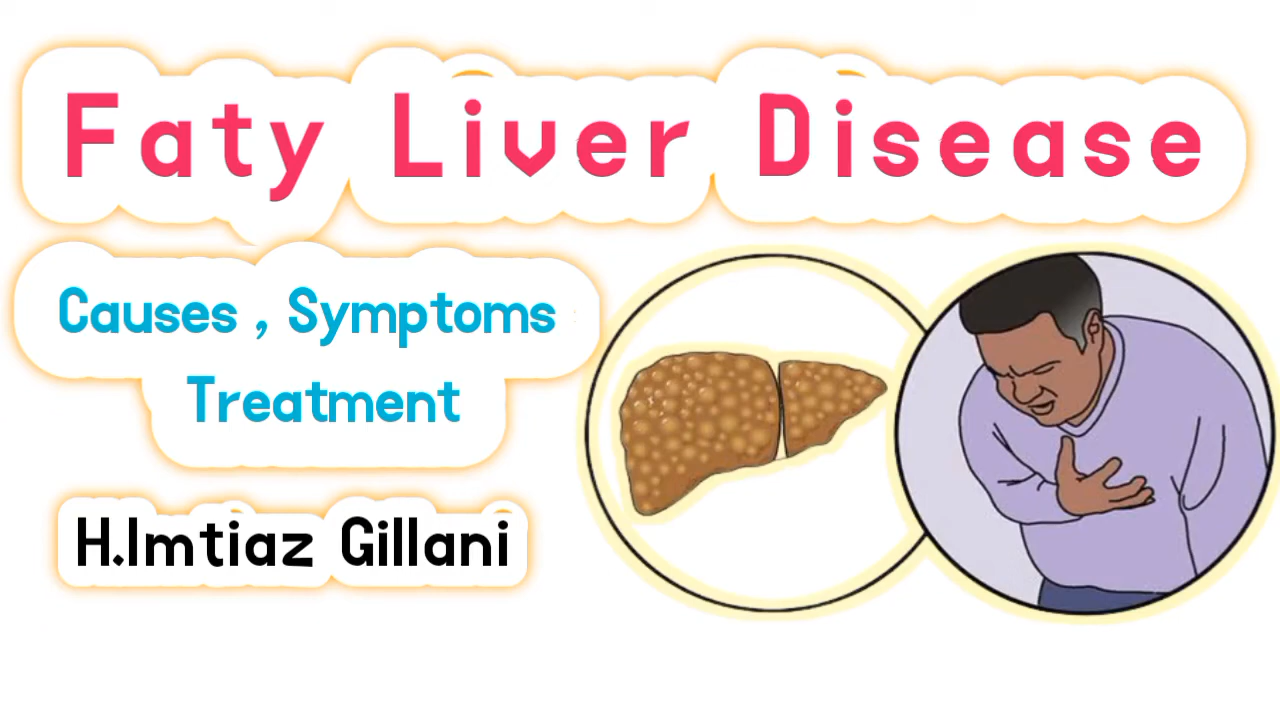 Faty Liver Disease
Causes , Symptoms
Treatment
H.Imtiaz Gillani